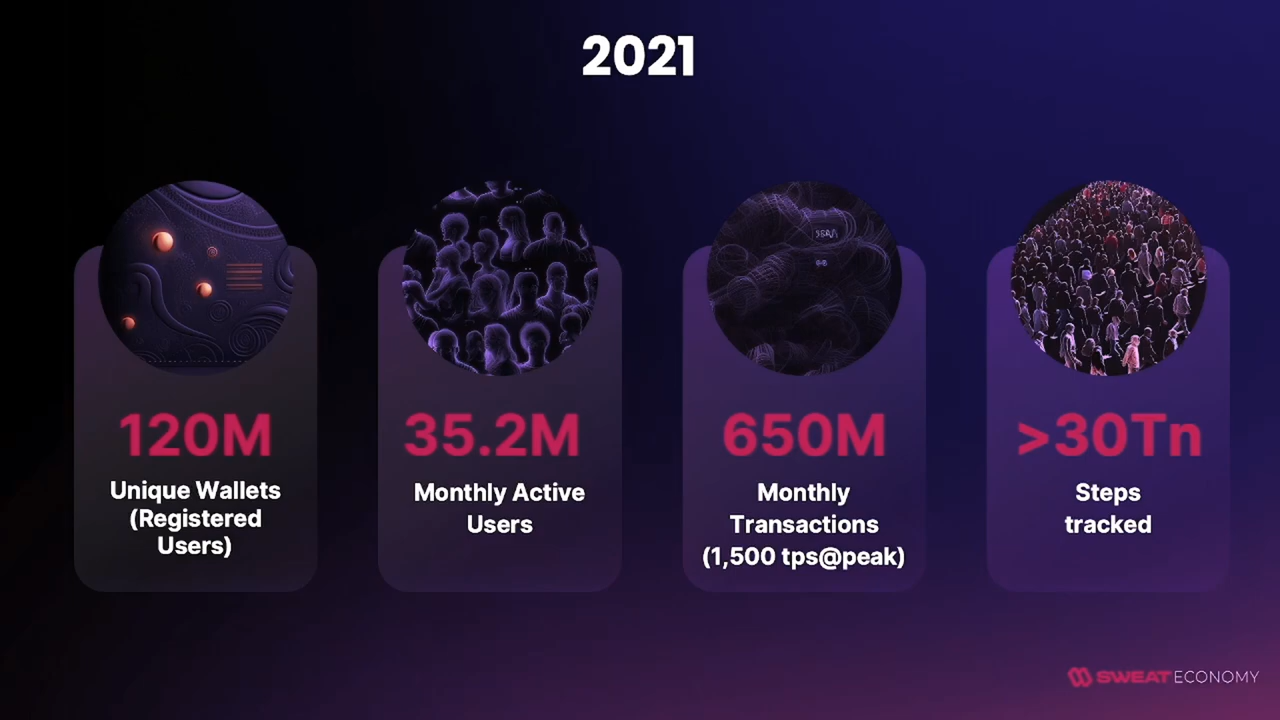 2021
120M
Unique Wallets
(Registered
Users)
35.2M
Monthly Active
Users
650M
Monthly
Transactions
(1,500 tps@peak)
>30Tn
Steps
tracked
SWEAT ECONOMY